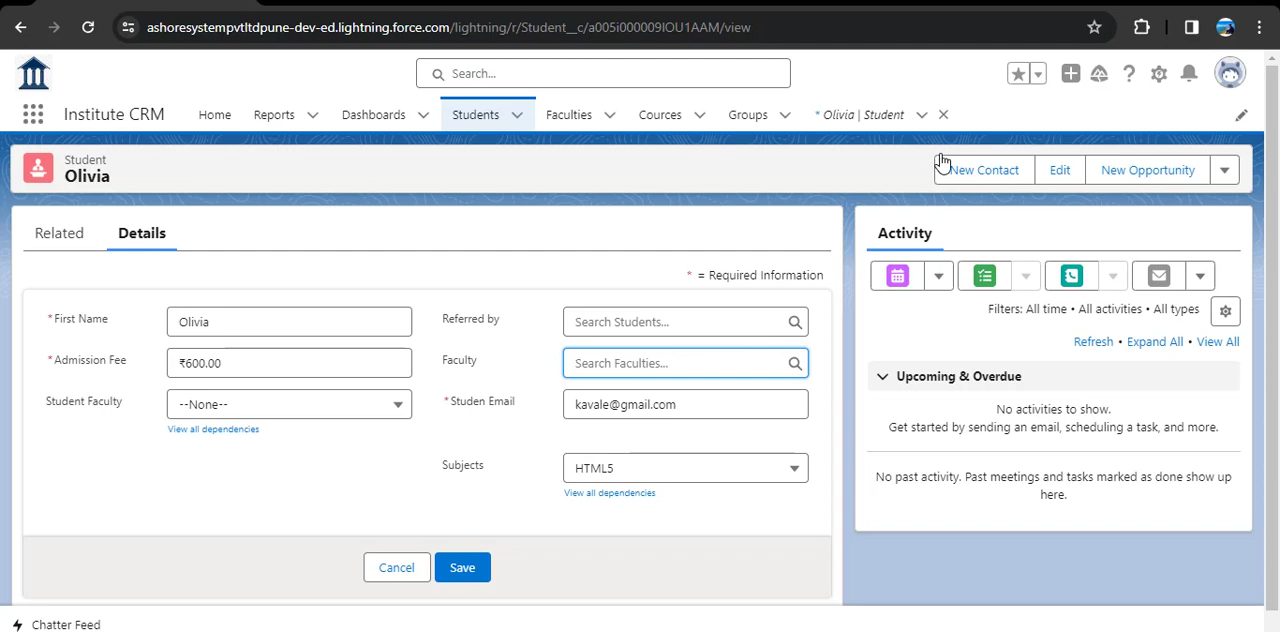 ashoresystempvtltdpune-dev-ed.lightning.force.com/lightning/r/Student__c/a005i000009IOU1AAM/view
Search...
Institute CRM
Home
Reports
Dashboards
Students
Faculties
Cources
Groups
* Olivia | Student
Student
Olivia
New Contact
Edit
New Opportunity
Related
Details
* = Required Information
*First Name
Olivia
Referred by
Search Students...
*Admission Fee
₹600.00
Faculty
Search Faculties...
Student Faculty
--None--
View all dependencies
*Studen Email
kavale@gmail.com
Subjects
HTML5
View all dependencies
Cancel
Save
Activity
Filters: All time • All activities • All types
Refresh • Expand All • View All
Upcoming & Overdue
No activities to show.
Get started by sending an email, scheduling a task, and more.
No past activity. Past meetings and tasks marked as done show up
here.
Chatter Feed